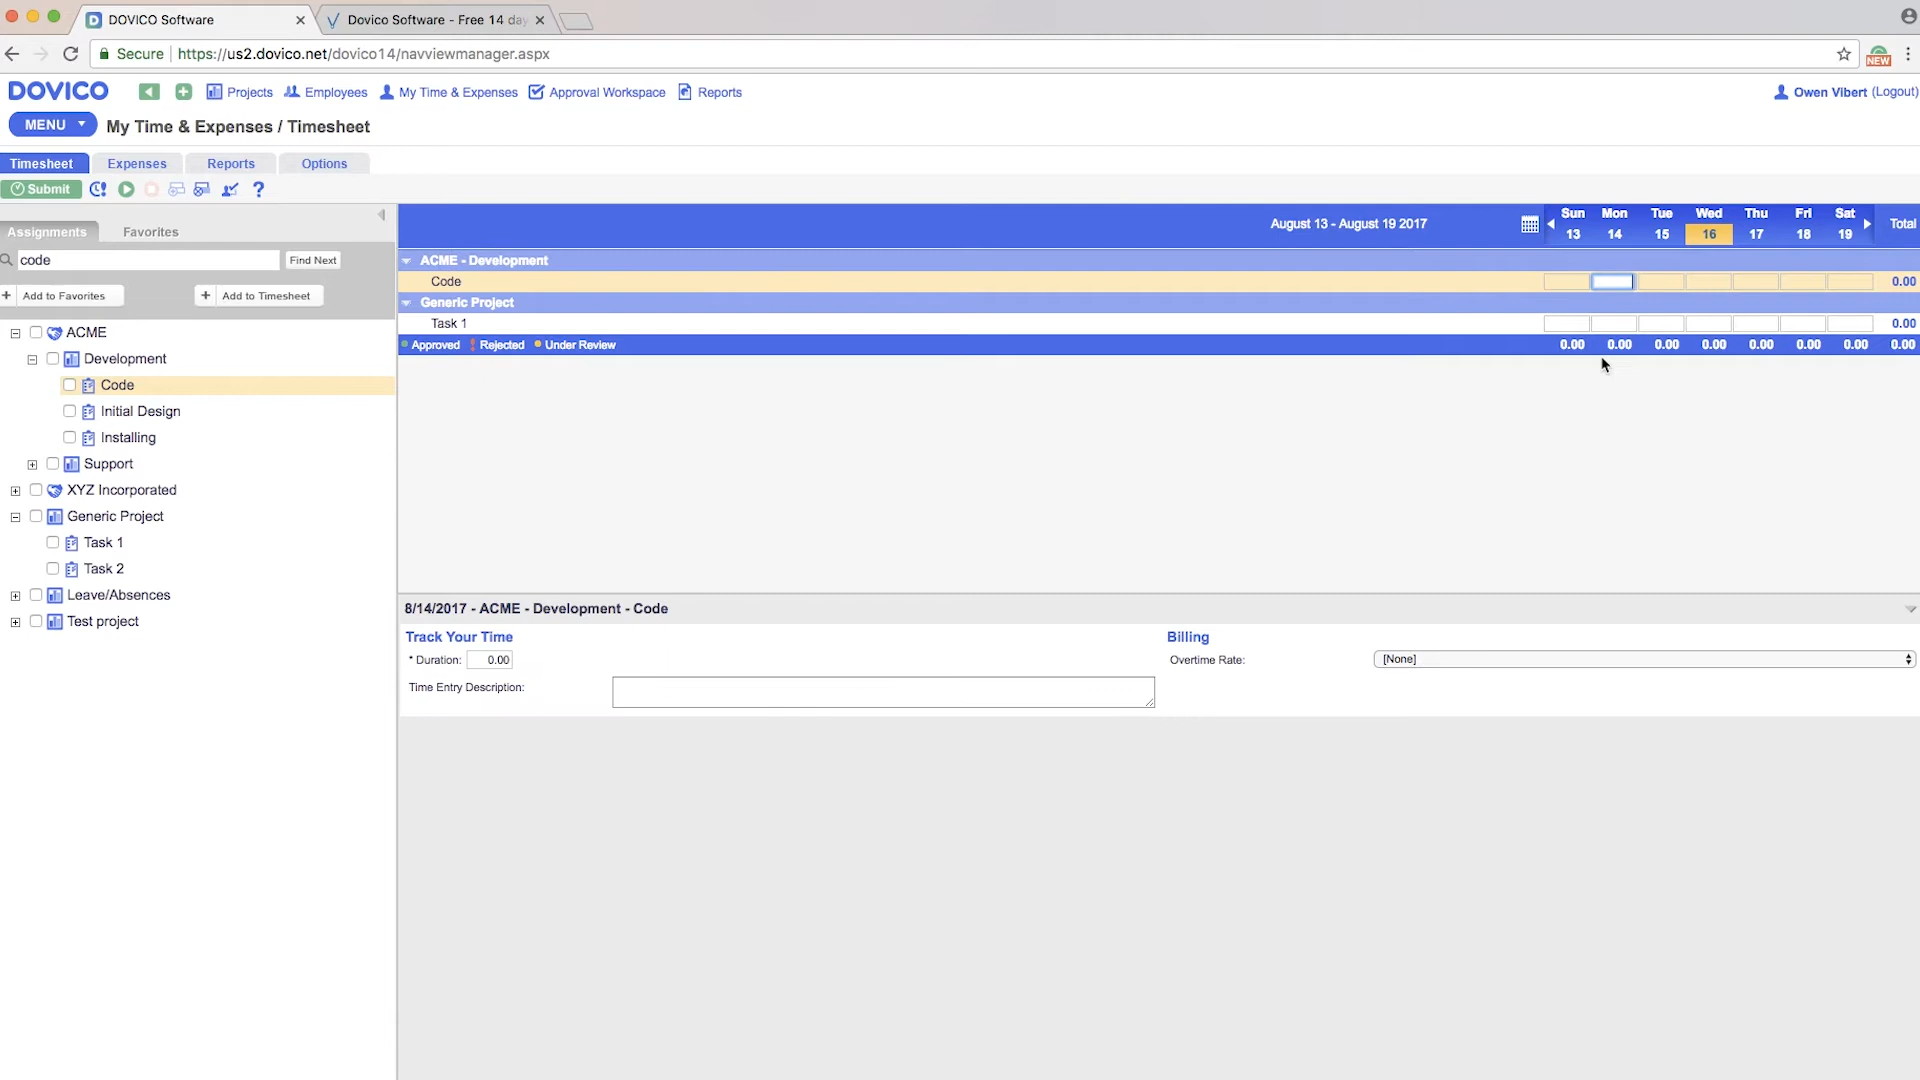 DOVICO Software
Dovico Software - Free 14 day
Secure https://us2.dovico.net/dovico14/navviewmanager.aspx
NEW
DOVICO Projects Employees My Time & Expenses Approval Workspace Reports Owen Vibert (Logout)
MENU My Time & Expenses / Timesheet
Timesheet Expenses Reports Options
Submit ?
Assignments Favorites
code Find Next
+ Add to Favorites + Add to Timesheet
ACME
Development
Code
Initial Design
Installing
Support
XYZ Incorporated
Generic Project
Task 1
Task 2
Leave/Absences
Test project
August 13 - August 19 2017
Sun Mon Tue Wed Thu Fri Sat Total
13 14 15 16 17 18 19
ACME - Development
Code 0.00
Generic Project
Task 1 0.00
Approved Rejected Under Review 0.00 0.00 0.00 0.00 0.00 0.00 0.00 0.00
8/14/2017 - ACME - Development - Code
Track Your Time Billing
* Duration: 0.00 Overtime Rate: [None]
Time Entry Description: